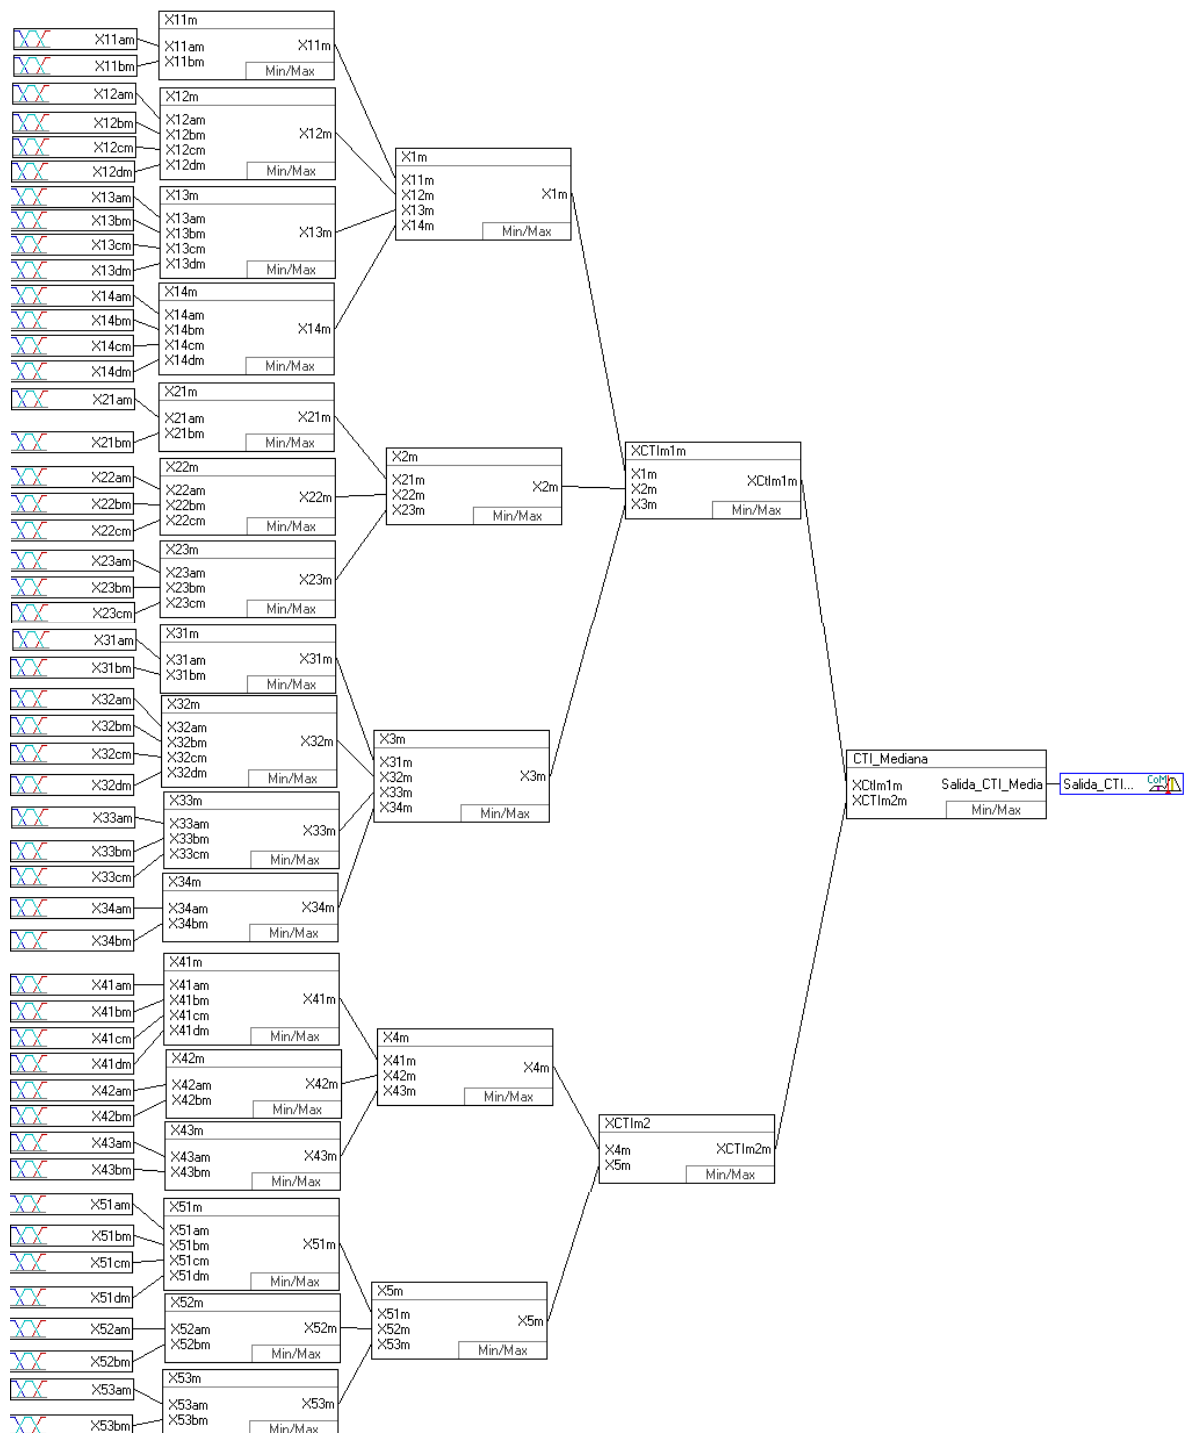 X11am
X11bm
X12am
X12bm
X12cm
X12dm
X13am
X13bm
X13cm
X13dm
X14am
X14bm
X14cm
X14dm
X21am
X21bm
X22am
X22bm
X22cm
X23am
X23bm
X23cm
X31am
X31bm
X32am
X32bm
X32cm
X32dm
X33am
X33bm
X33cm
X34am
X34bm
X41am
X41bm
X41cm
X41dm
X42am
X42bm
X43am
X43bm
X51am
X51bm
X51cm
X51dm
X52am
X52bm
X53am
X53bm
X11m
X11am
X11bm
X11m
Min/Max
X12m
X12am
X12bm
X12cm
X12dm
X12m
Min/Max
X13m
X13am
X13bm
X13cm
X13dm
X13m
Min/Max
X14m
X14am
X14bm
X14cm
X14dm
X14m
Min/Max
X21m
X21am
X21bm
X21m
Min/Max
X22m
X22am
X22bm
X22cm
X22m
Min/Max
X23m
X23am
X23bm
X23cm
X23m
Min/Max
X31m
X31am
X31bm
X31m
Min/Max
X32m
X32am
X32bm
X32cm
X32dm
X32m
Min/Max
X33m
X33am
X33bm
X33cm
X33m
Min/Max
X34m
X34am
X34bm
X34m
Min/Max
X41m
X41am
X41bm
X41cm
X41dm
X41m
Min/Max
X42m
X42am
X42bm
X42m
Min/Max
X43m
X43am
X43bm
X43m
Min/Max
X51m
X51am
X51bm
X51cm
X51dm
X51m
Min/Max
X52m
X52am
X52bm
X52m
Min/Max
X53m
X53am
X53bm
X53m
Min/Max
X1m
X11m
X12m
X13m
X14m
X1m
Min/Max
X2m
X21m
X22m
X23m
X2m
Min/Max
X3m
X31m
X32m
X33m
X34m
X3m
Min/Max
X4m
X41m
X42m
X43m
X4m
Min/Max
X5m
X51m
X52m
X53m
X5m
Min/Max
XCTIm1m
X1m
X2m
X3m
XCtIm1m
Min/Max
XCTIm2
X4m
X5m
XCTIm2m
Min/Max
CTI_Mediana
XCtIm1m
XCTIm2m
Salida_CTI_Media
Min/Max
Salida_CTI...
CoM